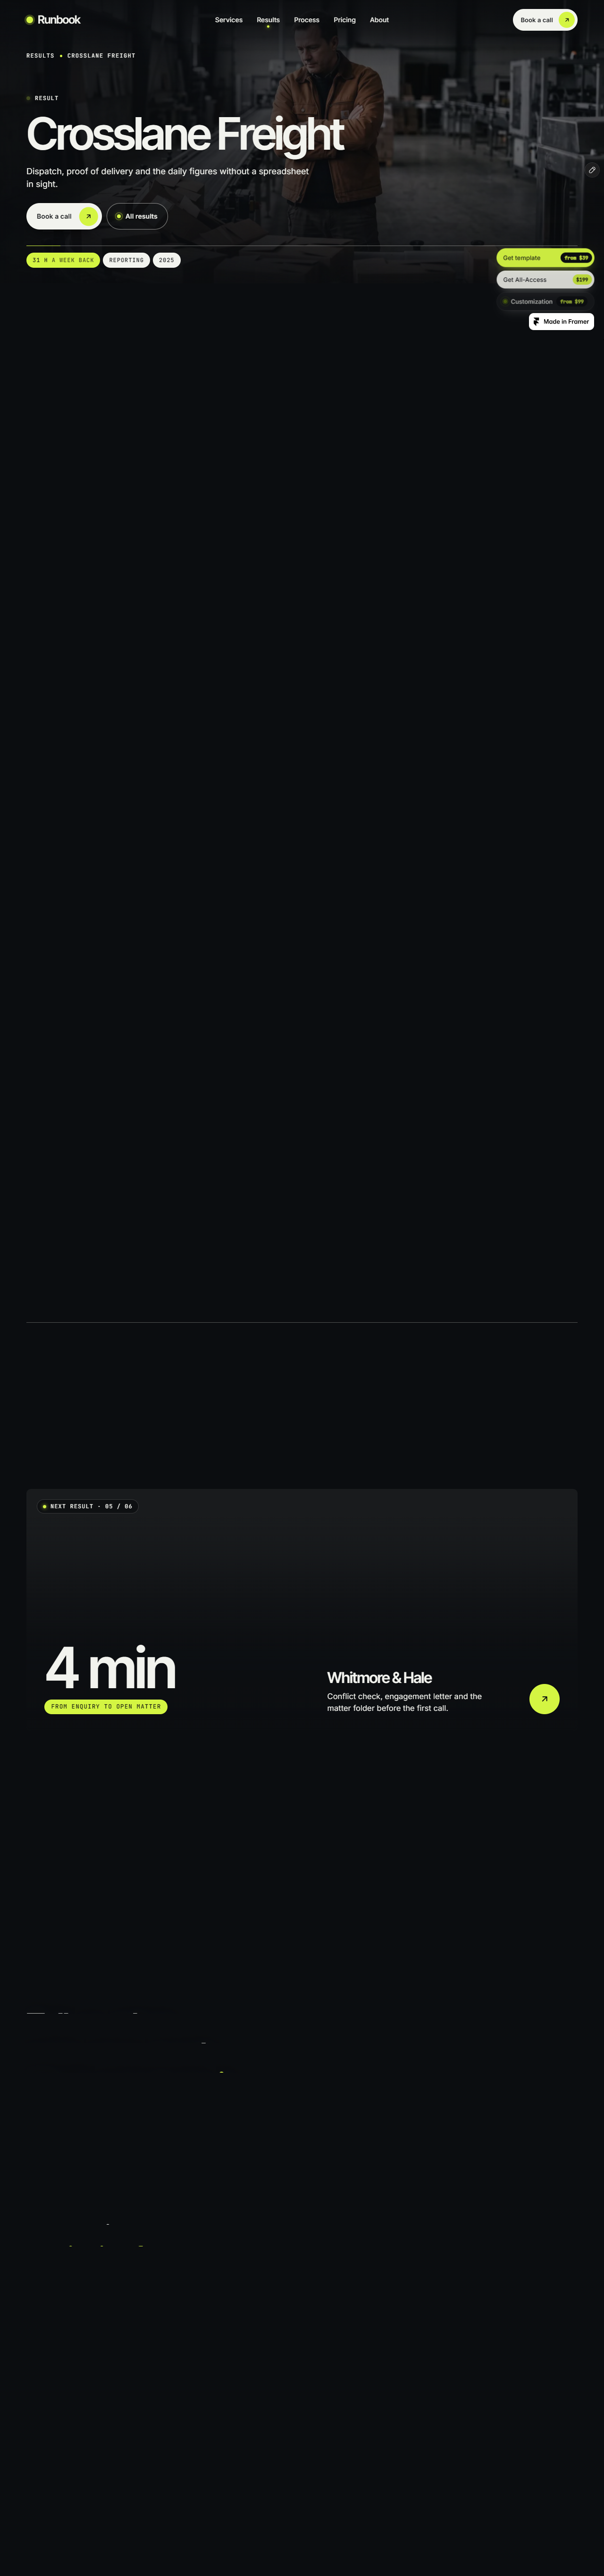 Runbook
Services
Results
Process
Pricing
About
Book a call
RESULTS • CROSSLANE FREIGHT
RESULT
Crosslane Freight
Dispatch, proof of delivery and the daily figures without a spreadsheet
in sight.
Book a call
All results
31 H A WEEK BACK
REPORTING
2025
Get template
from $39
Get All-Access
$199
Customization
from $99
Made in Framer
NEXT RESULT - 05 / 06
4 min
FROM ENQUIRY TO OPEN MATTER
Whitmore & Hale
Conflict check, engagement letter and the
matter folder before the first call.